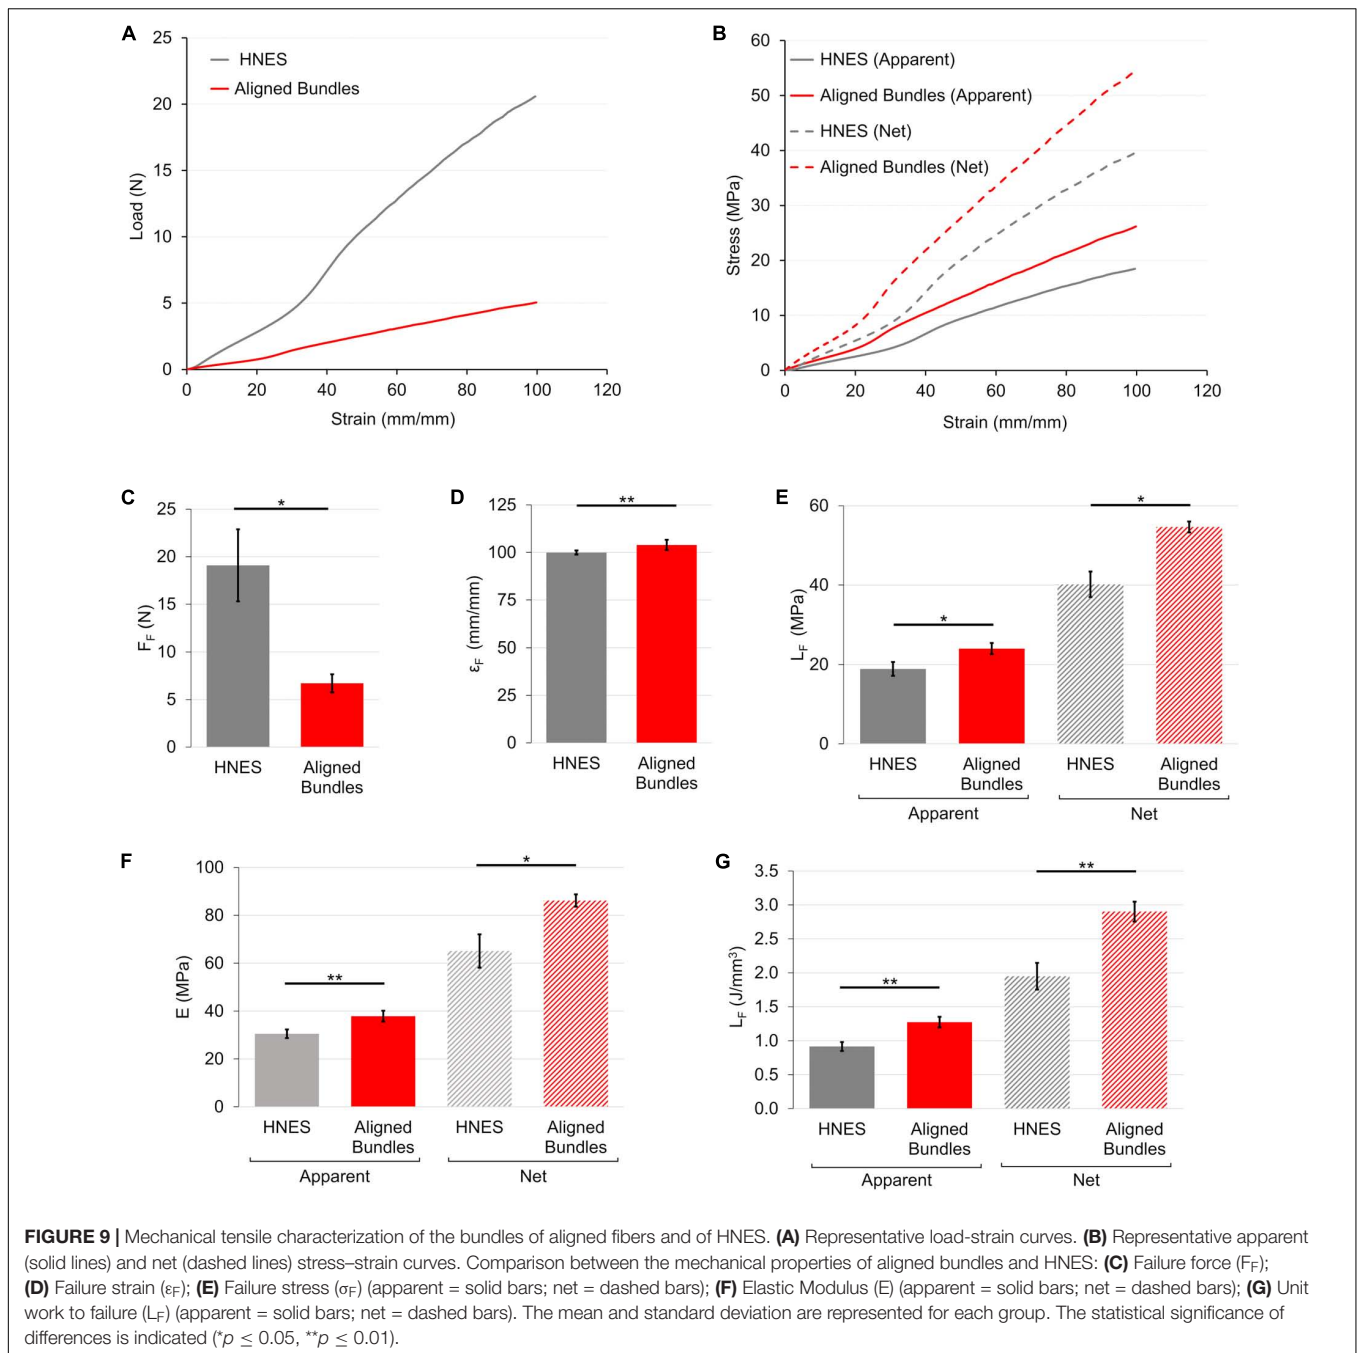 A
25
20
15
10
5
0
Load (N)
HNES
Aligned Bundles
0 20 40 60 80 100 120
Strain (mm/mm)
B
60
50
40
30
20
10
0
Stress (MPa)
HNES (Apparent)
Aligned Bundles (Apparent)
HNES (Net)
Aligned Bundles (Net)
0 20 40 60 80 100 120
Strain (mm/mm)
C
25
20
15
10
5
0
F_F (N)
*
HNES Aligned
Bundles
D
125
100
75
50
25
0
ε_F (mm/mm)
**
HNES Aligned
Bundles
E
60
40
20
0
L_F (MPa)
*
*
HNES Aligned HNES Aligned
Bundles Bundles
Apparent Net
F
100
80
60
40
20
0
E (MPa)
**
*
HNES Aligned HNES Aligned
Bundles Bundles
Apparent Net
G
3.5
3.0
2.5
2.0
1.5
1.0
0.5
0.0
L_F (J/mm³)
**
**
HNES Aligned HNES Aligned
Bundles Bundles
Apparent Net
FIGURE 9 | Mechanical tensile characterization of the bundles of aligned fibers and of HNES. (A) Representative load-strain curves. (B) Representative apparent
(solid lines) and net (dashed lines) stress–strain curves. Comparison between the mechanical properties of aligned bundles and HNES: (C) Failure force (F_F);
(D) Failure strain (ε_F); (E) Failure stress (σ_F) (apparent = solid bars; net = dashed bars); (F) Elastic Modulus (E) (apparent = solid bars; net = dashed bars); (G) Unit
work to failure (L_F) (apparent = solid bars; net = dashed bars). The mean and standard deviation are represented for each group. The statistical significance of
differences is indicated (*p ≤ 0.05, **p ≤ 0.01).